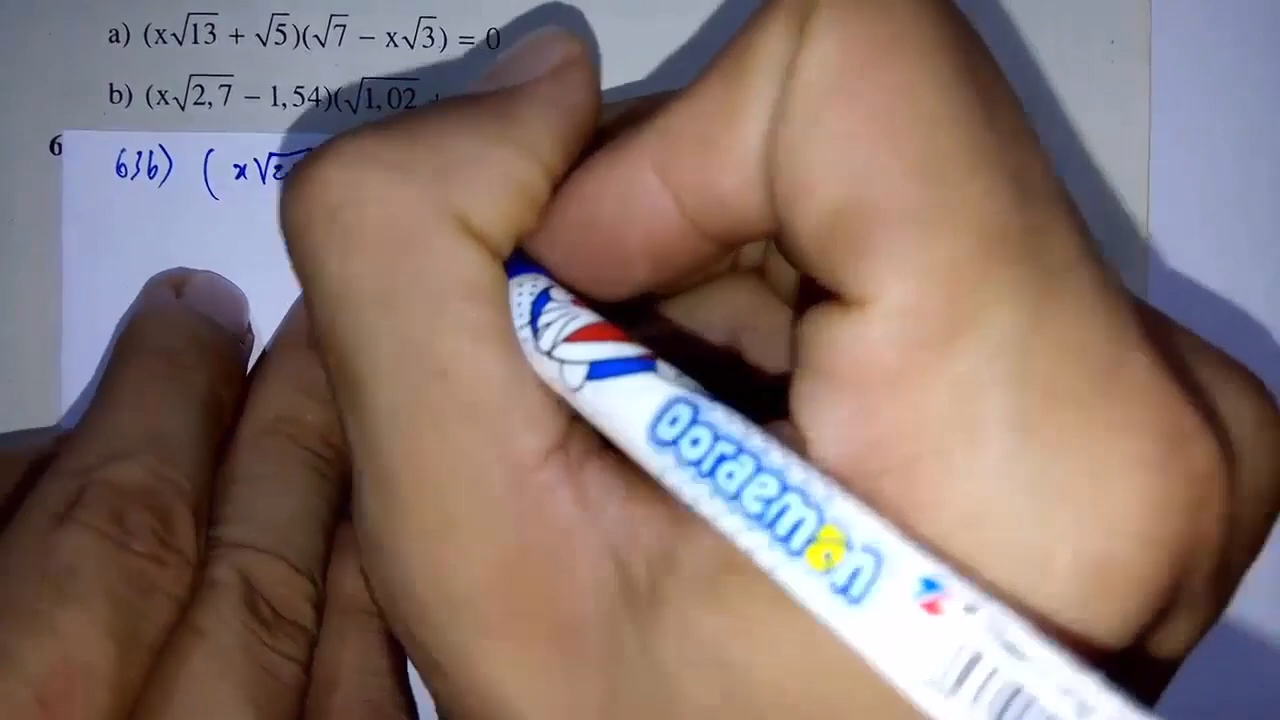 a) (x√13 + √5)(√7 − x√3) = 0
b) (x√2,7 − 1,54)(√1,02 +
6
63b) (x√2
Doraemon